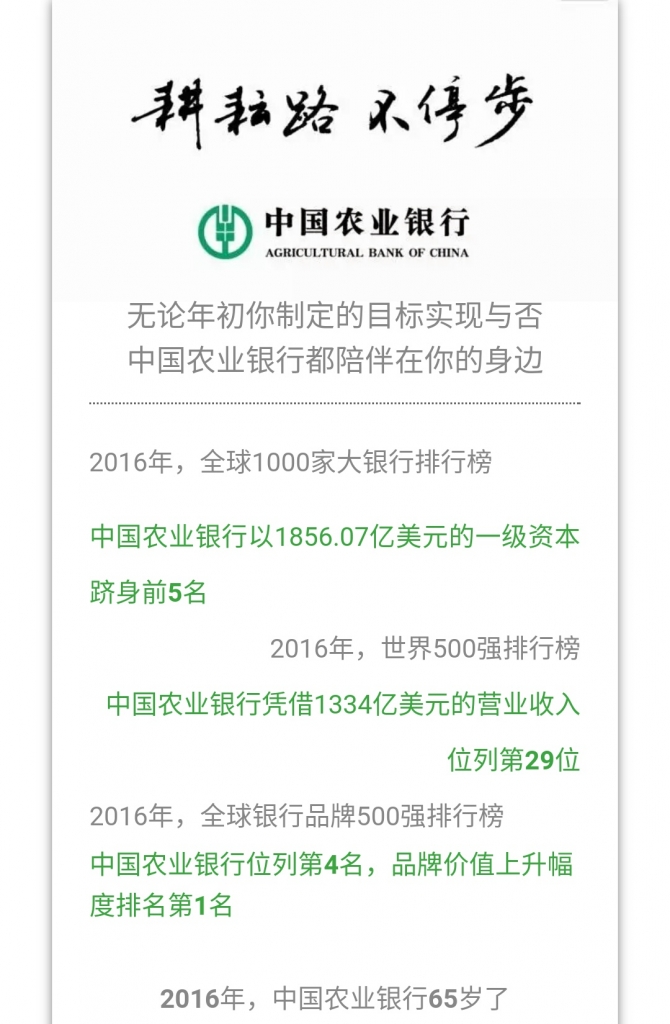 耕耘路 不停步
中国农业银行
AGRICULTURAL BANK OF CHINA
无论年初你制定的目标实现与否
中国农业银行都陪伴在你的身边
2016年，全球1000家大银行排行榜
中国农业银行以1856.07亿美元的一级资本
跻身前5名
2016年，世界500强排行榜
中国农业银行凭借1334亿美元的营业收入
位列第29位
2016年，全球银行品牌500强排行榜
中国农业银行位列第4名，品牌价值上升幅
度排名第1名
2016年，中国农业银行65岁了